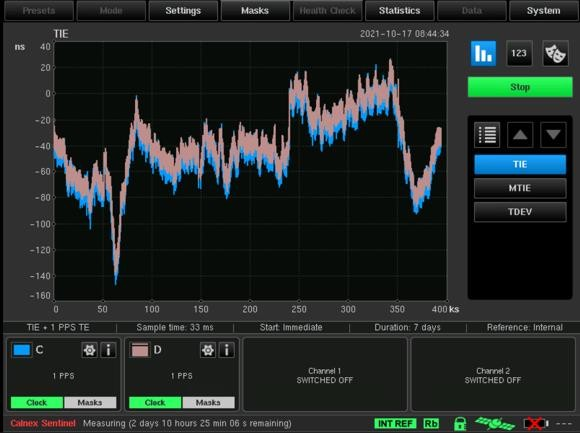 Presets Mode Settings Masks Health Check Statistics Data System
TIE 2021-10-17 08:44:34
ns
40
20
0
-20
-40
-60
-80
-100
-120
-140
-160
0 50 100 150 200 250 300 350 400 ks
123
Stop
TIE
MTIE
TDEV
TIE + 1 PPS TE | Sample time: 33 ms | Start: Immediate | Duration: 7 days | Reference: Internal
C i
1 PPS
Clock Masks
D i
1 PPS
Clock Masks
Channel 1
SWITCHED OFF
Channel 2
SWITCHED OFF
Calnex Sentinel Measuring (2 days 10 hours 25 min 06 s remaining) INT REF Rb ---